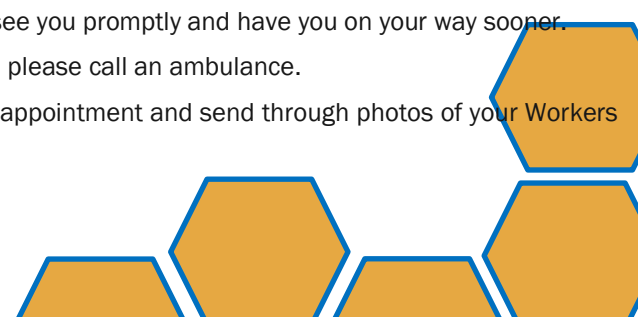 see you promptly and have you on your way sooner.
please call an ambulance.
appointment and send through photos of your Workers